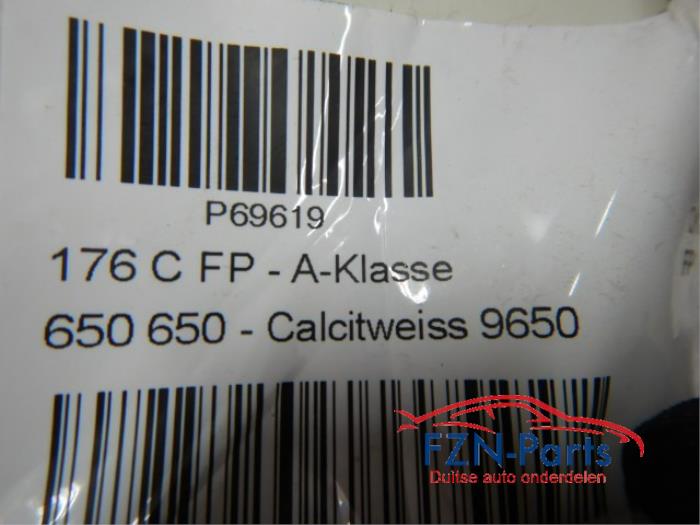 P69619
176 C FP - A-Klasse
650 650 - Calcitweiss 9650
FZN-Parts
Duitse auto onderdelen